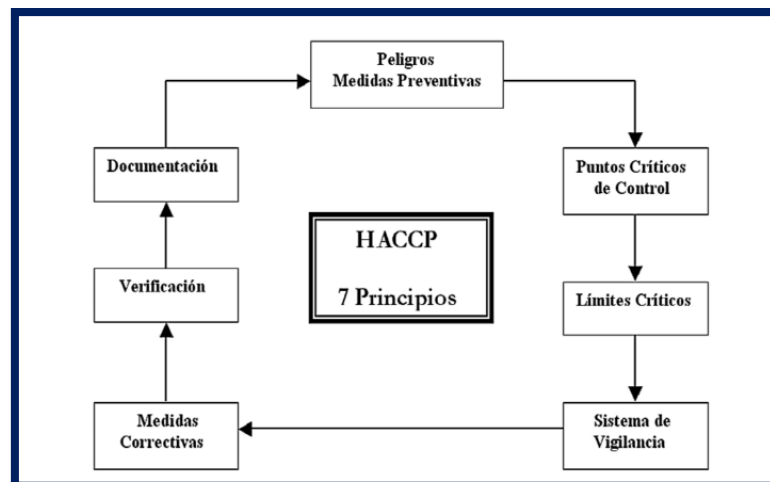 Peligros
Medidas Preventivas
Documentación
Puntos Críticos
de Control
HACCP
7 Principios
Verificación
Límites Críticos
Medidas
Correctivas
Sistema de
Vigilancia